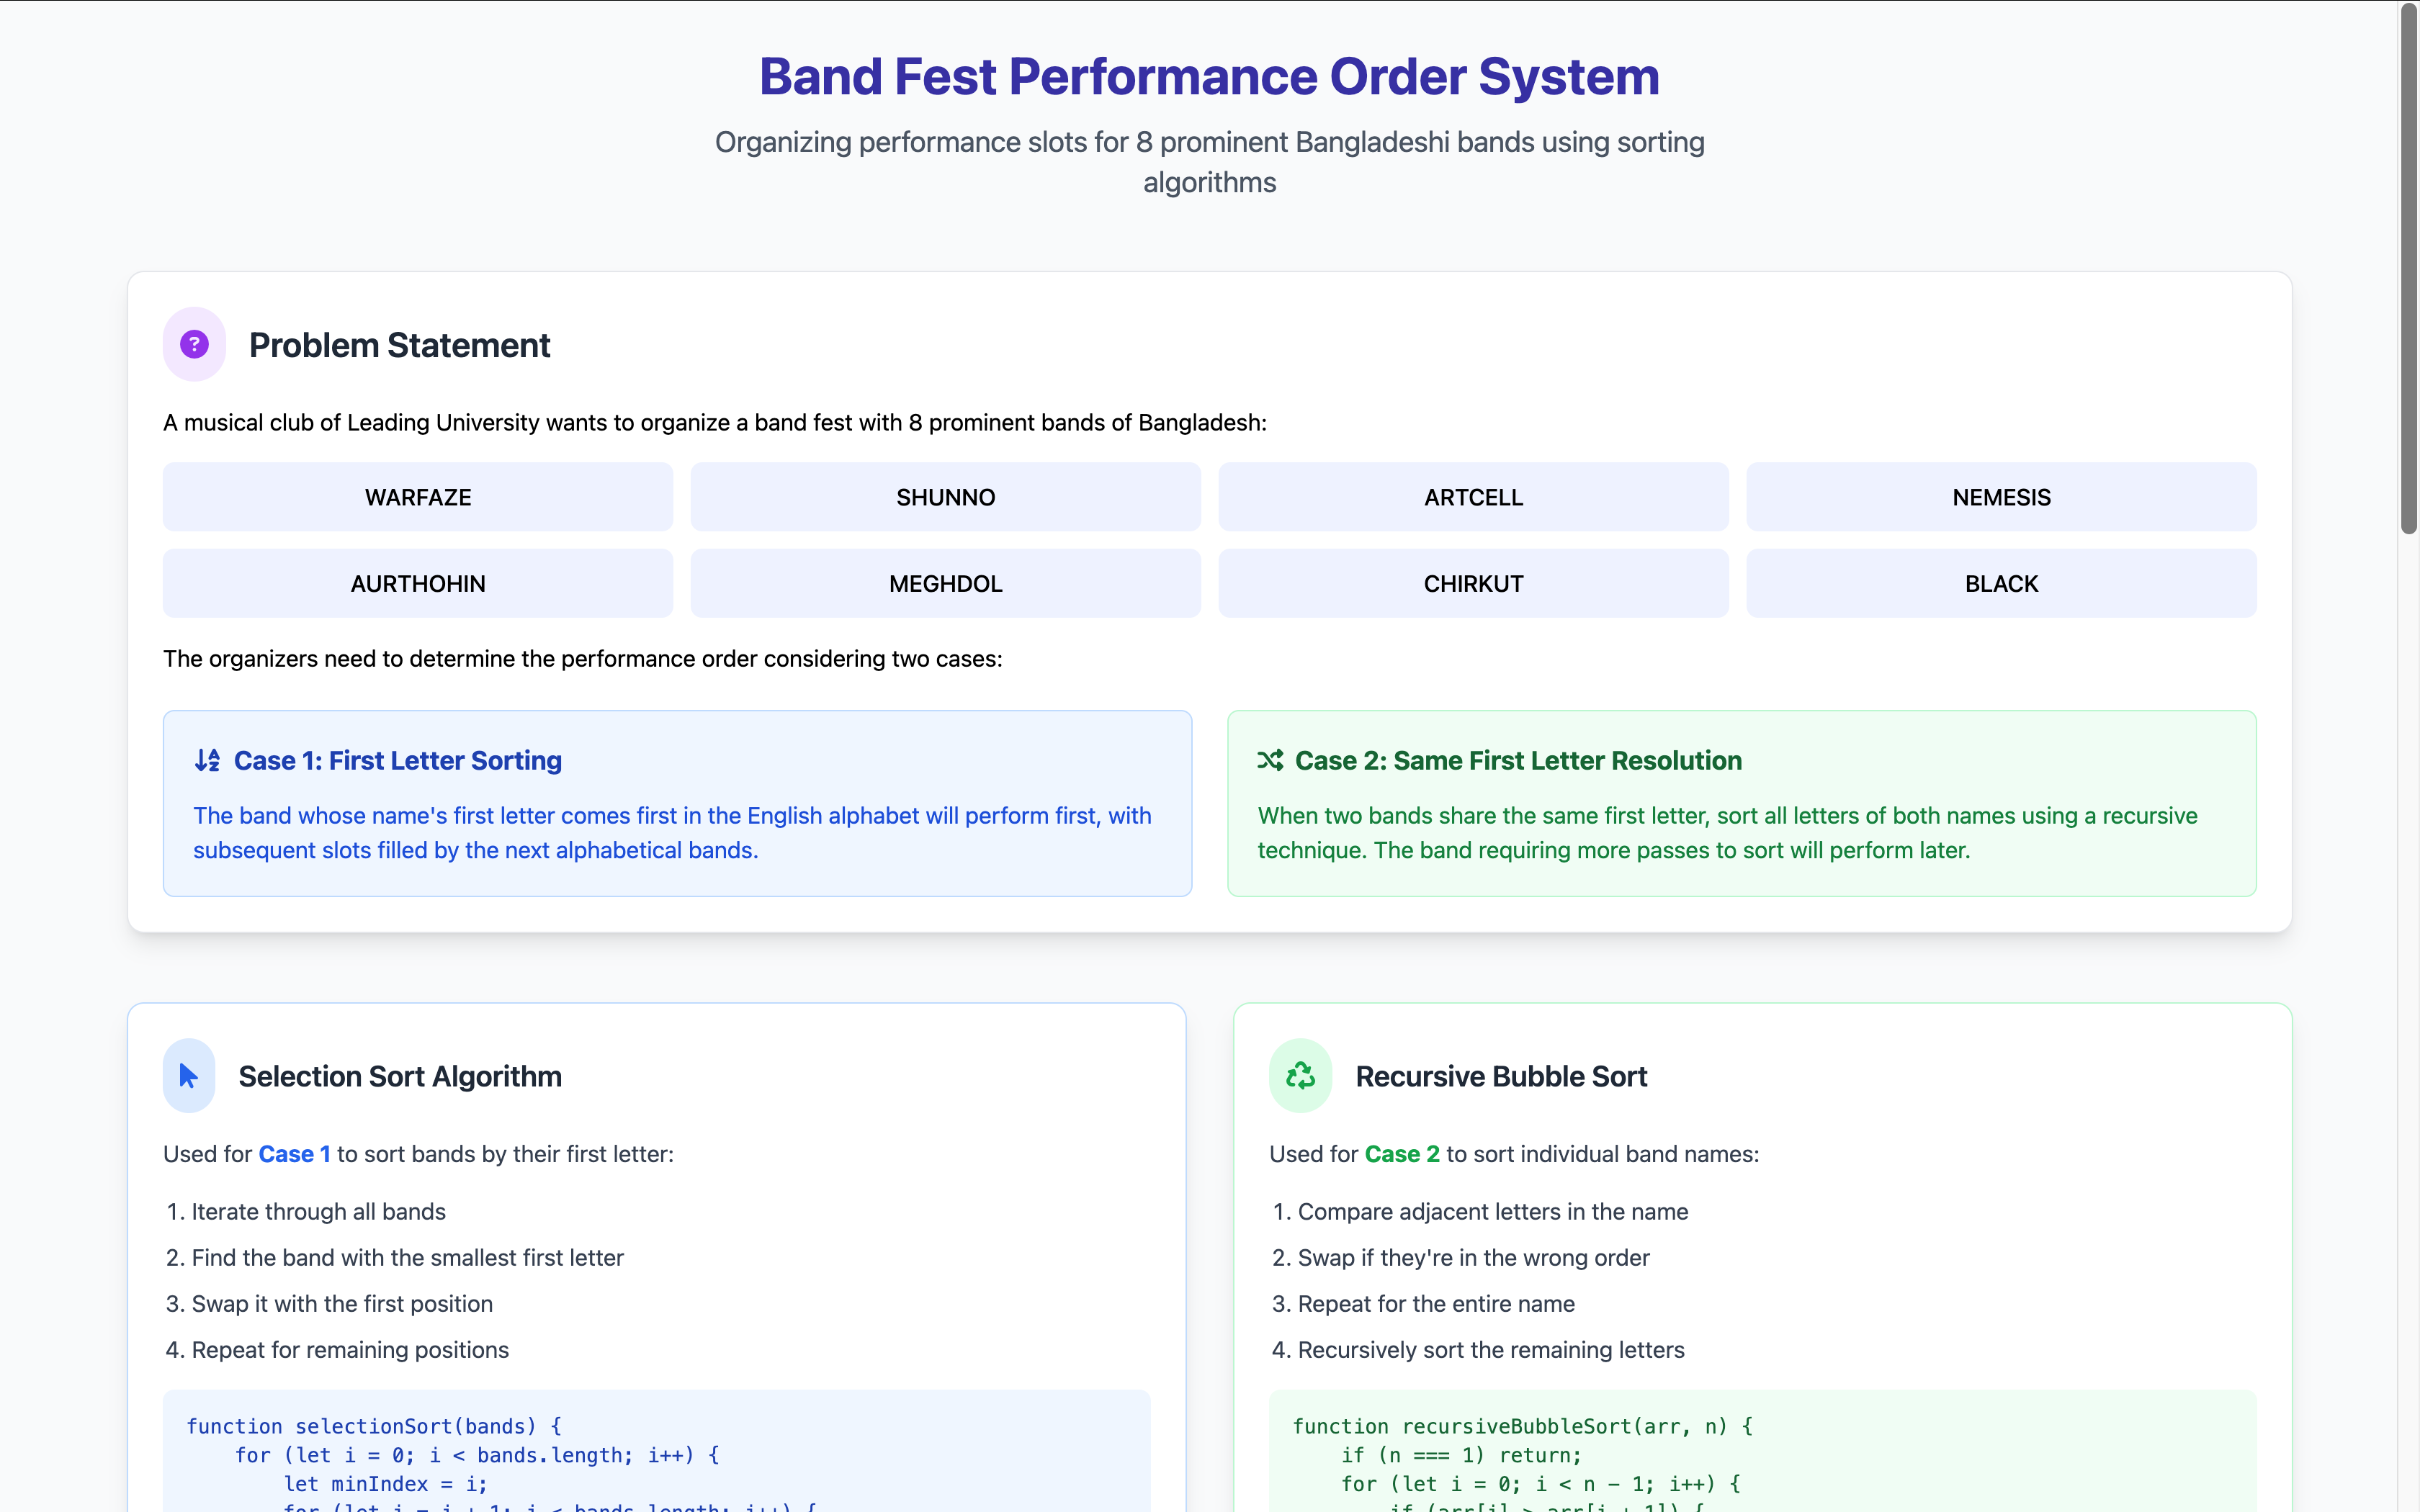 Band Fest Performance Order System
Organizing performance slots for 8 prominent Bangladeshi bands using sorting
algorithms
Problem Statement
A musical club of Leading University wants to organize a band fest with 8 prominent bands of Bangladesh:
WARFAZE
SHUNNO
ARTCELL
NEMESIS
AURTHOHIN
MEGHDOL
CHIRKUT
BLACK
The organizers need to determine the performance order considering two cases:
Case 1: First Letter Sorting
The band whose name's first letter comes first in the English alphabet will perform first, with
subsequent slots filled by the next alphabetical bands.
Case 2: Same First Letter Resolution
When two bands share the same first letter, sort all letters of both names using a recursive
technique. The band requiring more passes to sort will perform later.
Selection Sort Algorithm
Used for Case 1 to sort bands by their first letter:
1. Iterate through all bands
2. Find the band with the smallest first letter
3. Swap it with the first position
4. Repeat for remaining positions
function selectionSort(bands) {
for (let i = 0; i < bands.length; i++) {
let minIndex = i;
for (let j = i + 1; j < bands.length; j++) {
Recursive Bubble Sort
Used for Case 2 to sort individual band names:
1. Compare adjacent letters in the name
2. Swap if they're in the wrong order
3. Repeat for the entire name
4. Recursively sort the remaining letters
function recursiveBubbleSort(arr, n) {
if (n === 1) return;
for (let i = 0; i < n - 1; i++) {
if (arr[i] > arr[i + 1]) {